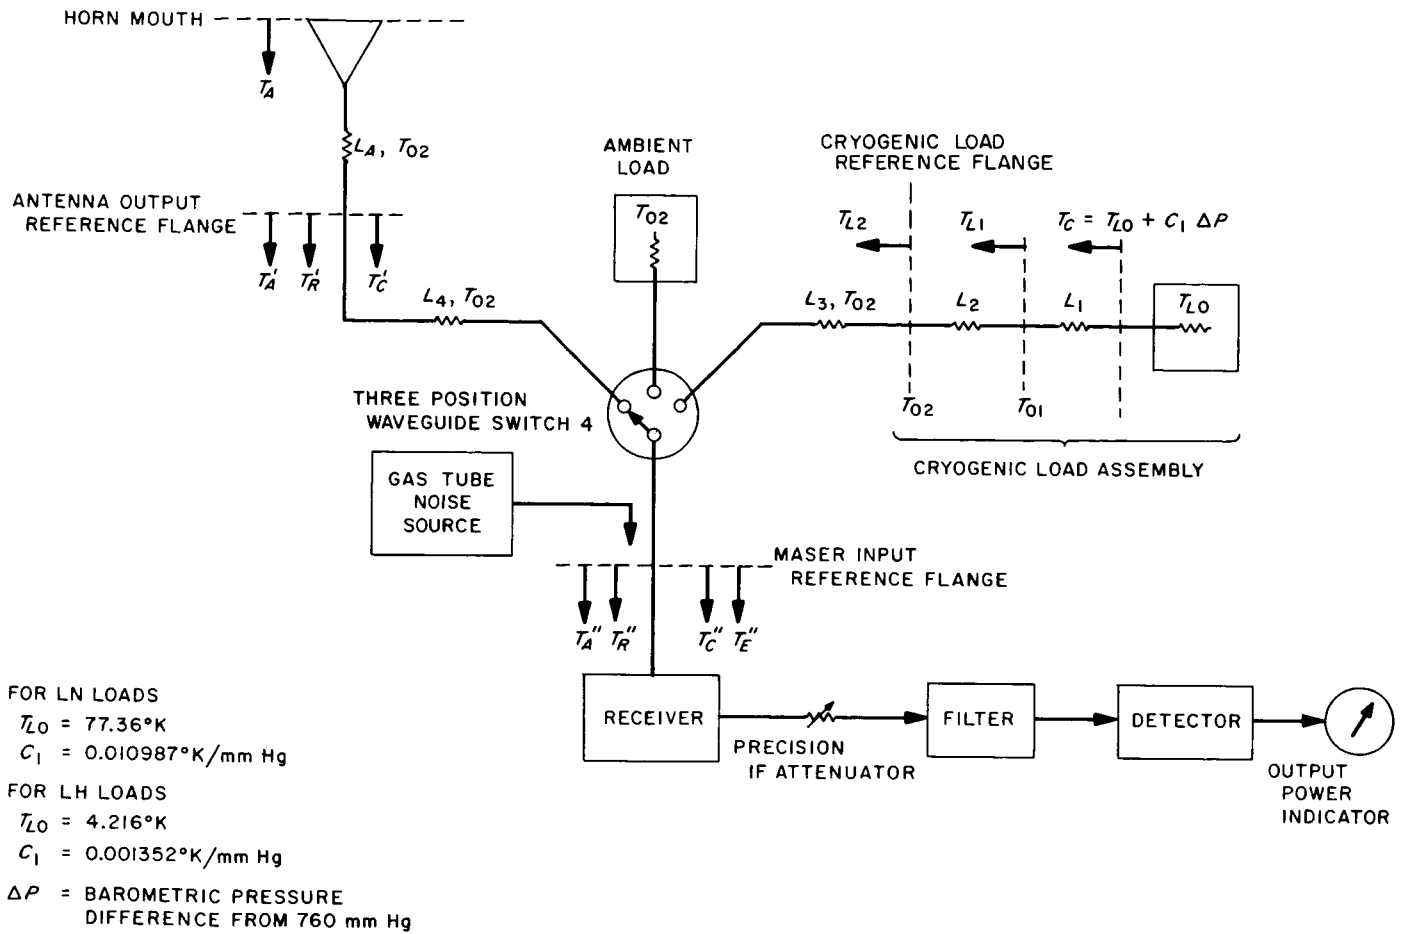 HORN MOUTH
T_A
L_A, T_02
ANTENNA OUTPUT
REFERENCE FLANGE
T_A' T_R' T_C'
L_4, T_02
AMBIENT
LOAD
T_02
CRYOGENIC LOAD
REFERENCE FLANGE
T_L2
T_L1
T_C = T_L0 + C_1 ΔP
L_3, T_02
L_2
L_1
T_L0
T_02
T_01
CRYOGENIC LOAD ASSEMBLY
THREE POSITION
WAVEGUIDE SWITCH 4
GAS TUBE
NOISE
SOURCE
MASER INPUT
REFERENCE FLANGE
T_A'' T_R'' T_C'' T_E''
RECEIVER
PRECISION
IF ATTENUATOR
FILTER
DETECTOR
OUTPUT
POWER
INDICATOR
FOR LN LOADS
T_L0 = 77.36°K
C_1 = 0.010987°K/mm Hg
FOR LH LOADS
T_L0 = 4.216°K
C_1 = 0.001352°K/mm Hg
ΔP = BAROMETRIC PRESSURE
DIFFERENCE FROM 760 mm Hg